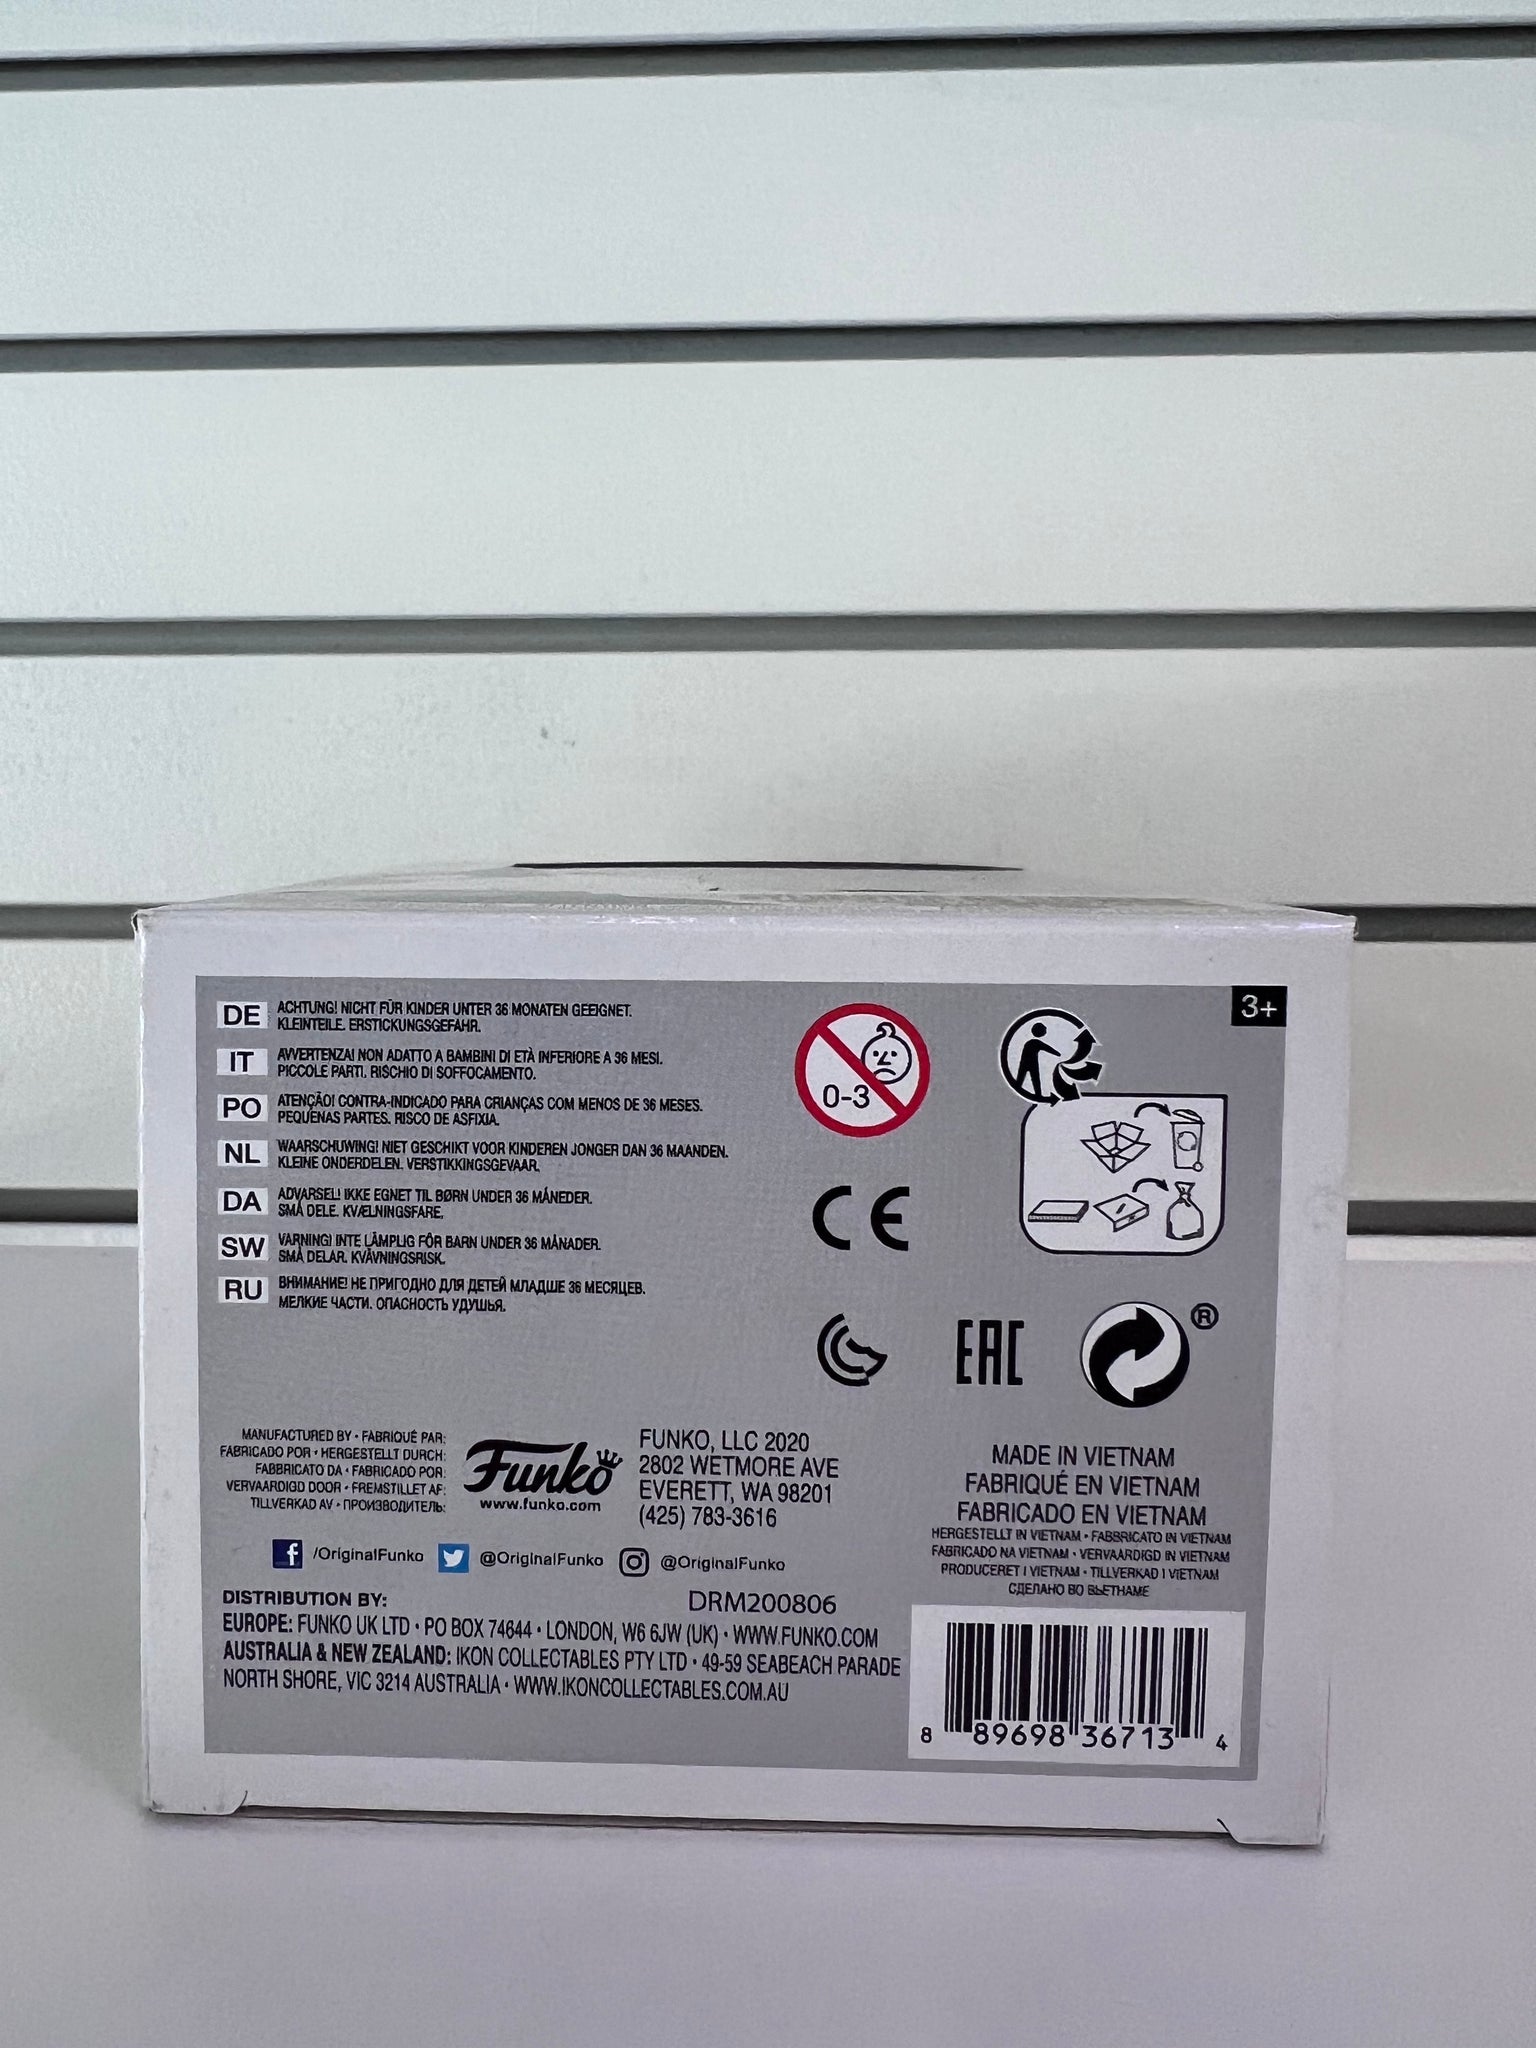 3+
DE ACHTUNG! NICHT FÜR KINDER UNTER 36 MONATEN GEEIGNET.
KLEINTEILE. ERSTICKUNGSGEFAHR.
IT AVVERTENZA! NON ADATTO A BAMBINI DI ETÀ INFERIORE A 36 MESI.
PICCOLE PARTI. RISCHIO DI SOFFOCAMENTO.
PO ATENÇÃO! CONTRA-INDICADO PARA CRIANÇAS COM MENOS DE 36 MESES.
PEQUENAS PARTES. RISCO DE ASFIXIA.
NL WAARSCHUWING! NIET GESCHIKT VOOR KINDEREN JONGER DAN 36 MAANDEN.
KLEINE ONDERDELEN. VERSTIKKINGSGEVAAR.
DA ADVARSEL! IKKE EGNET TIL BØRN UNDER 36 MÅNEDER.
SMÅ DELE. KVÆLNINGSFARE.
SW VARNING! INTE LÄMPLIG FÖR BARN UNDER 36 MÅNADER.
SMÅ DELAR. KVÄVNINGSRISK.
RU ВНИМАНИЕ! НЕ ПРИГОДНО ДЛЯ ДЕТЕЙ МЛАДШЕ 36 МЕСЯЦЕВ.
МЕЛКИЕ ЧАСТИ. ОПАСНОСТЬ УДУШЬЯ.
0-3
CE
EAC
®
MANUFACTURED BY • FABRIQUÉ PAR:
FABRICADO POR • HERGESTELLT DURCH:
FABBRICATO DA • FABRICADO POR:
VERVAARDIGD DOOR • FREMSTILLET AF:
TILLVERKAD AV • ПРОИЗВОДИТЕЛЬ:
Funko
www.funko.com
FUNKO, LLC 2020
2802 WETMORE AVE
EVERETT, WA 98201
(425) 783-3616
MADE IN VIETNAM
FABRIQUÉ EN VIETNAM
FABRICADO EN VIETNAM
HERGESTELLT IN VIETNAM • FABBRICATO IN VIETNAM
FABRICADO NA VIETNAM • VERVAARDIGD IN VIETNAM
PRODUCERET I VIETNAM • TILLVERKAD I VIETNAM
СДЕЛАНО ВО ВЬЕТНАМЕ
/OriginalFunko @OriginalFunko @OriginalFunko
DRM200806
DISTRIBUTION BY:
EUROPE: FUNKO UK LTD • PO BOX 74644 • LONDON, W6 6JW (UK) • WWW.FUNKO.COM
AUSTRALIA & NEW ZEALAND: IKON COLLECTABLES PTY LTD • 49-59 SEABEACH PARADE
NORTH SHORE, VIC 3214 AUSTRALIA • WWW.IKONCOLLECTABLES.COM.AU
8 89698 36713 4